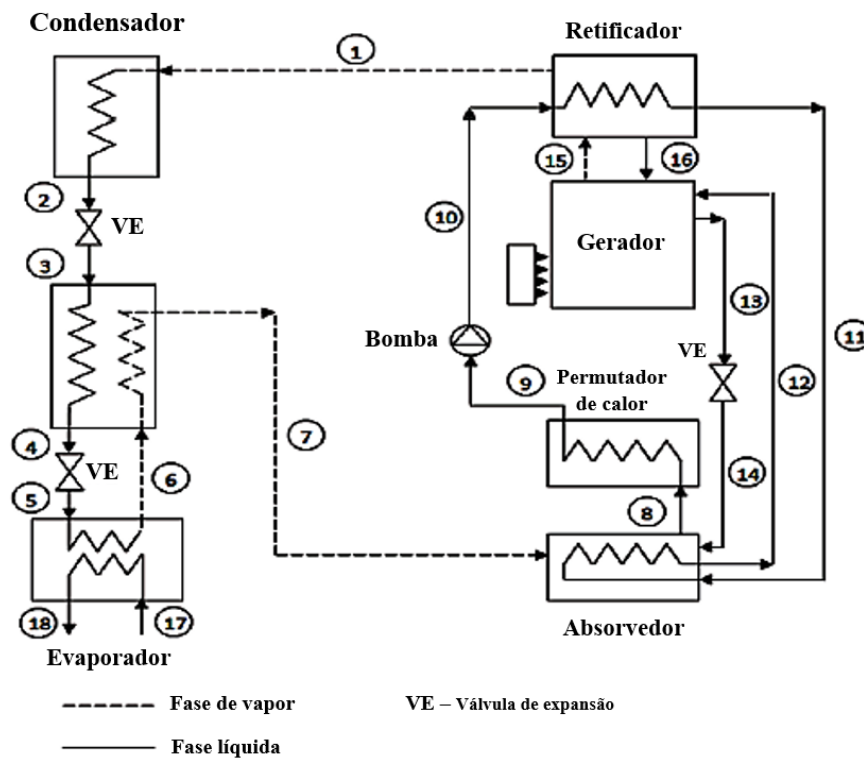 Condensador
Retificador
1
15
16
2
VE
10
Gerador
3
13
Bomba
VE
11
9
Permutador
de calor
12
4
7
VE
6
14
5
8
18
17
Evaporador
Absorvedor
Fase de vapor
VE – Válvula de expansão
Fase líquida